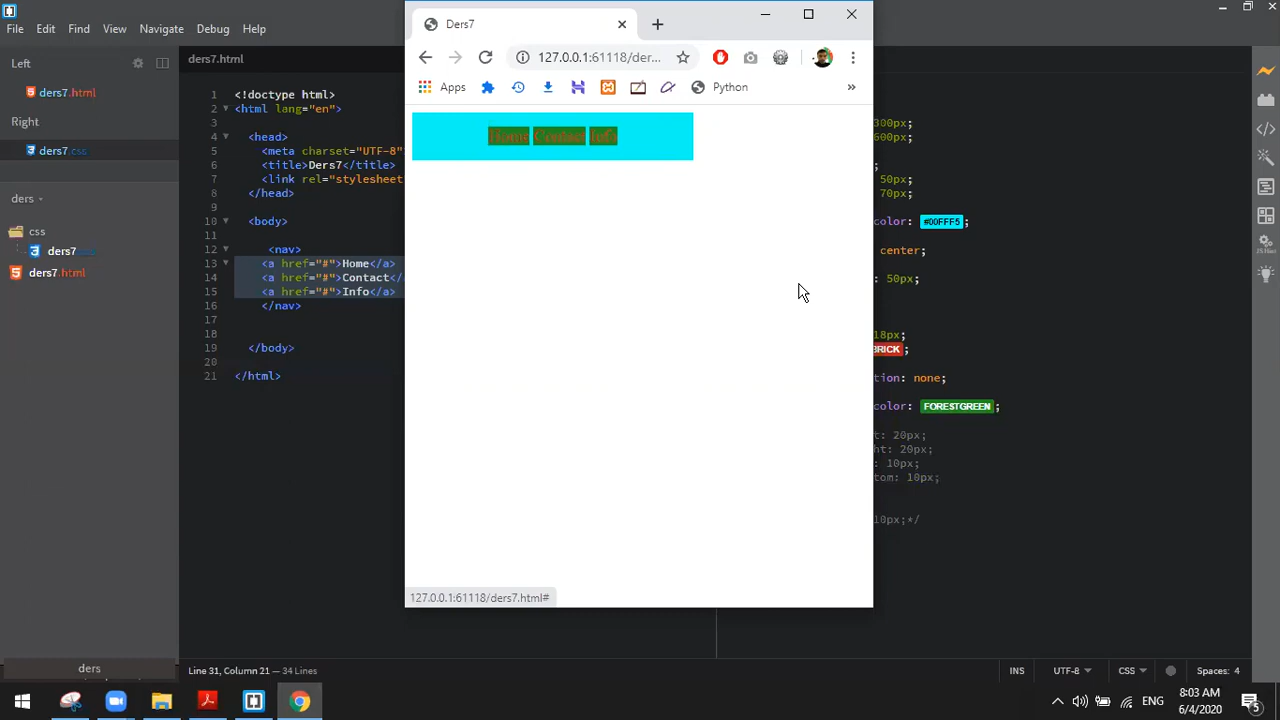 File Edit Find View Navigate Debug Help
Left
ders7.html
Right
ders7.css
ders
css
ders7.css
ders7.html
ders
ders7.html
1 <!doctype html>
2 <html lang="en">
3
4 <head>
5 <meta charset="UTF-8"
6 <title>Ders7</title>
7 <link rel="stylesheet
8 </head>
9
10 <body>
11
12 <nav>
13 <a href="#">Home</a>
14 <a href="#">Contact</
15 <a href="#">Info</a>
16 </nav>
17
18
19 </body>
20
21 </html>
Ders7
127.0.0.1:61118/der...
Apps
Python
»
Home Contact Info
127.0.0.1:61118/ders7.html#
300px;
600px;
;
50px;
70px;
color: #00FFF5;
center;
: 50px;
18px;
BRICK;
tion: none;
color: FORESTGREEN;
t: 20px;
ht: 20px;
: 10px;
tom: 10px;
10px;*/
Line 31, Column 21 — 34 Lines
INS
UTF-8
CSS
Spaces: 4
ENG
8:03 AM
6/4/2020
5